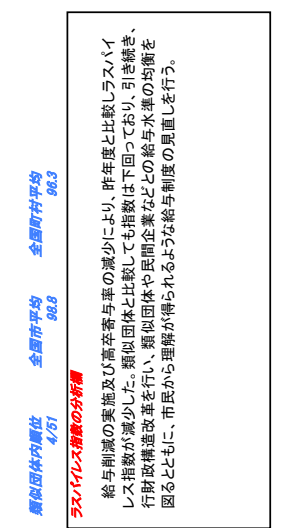 類似団体内順位 全国市平均 全国町村平均
4/51 98.8 96.3
ラスパイレス指数の分析欄
給与削減の実施及び高卒寄与率の減少により、昨年度と比較しラスパイ
レス指数が減少した。類似団体と比較しても指数は下回っており、引き続き、
行財政構造改革を行い、類似団体や民間企業などとの給与水準の均衡を
図るとともに、市民から理解が得られるような給与制度の見直しを行う。